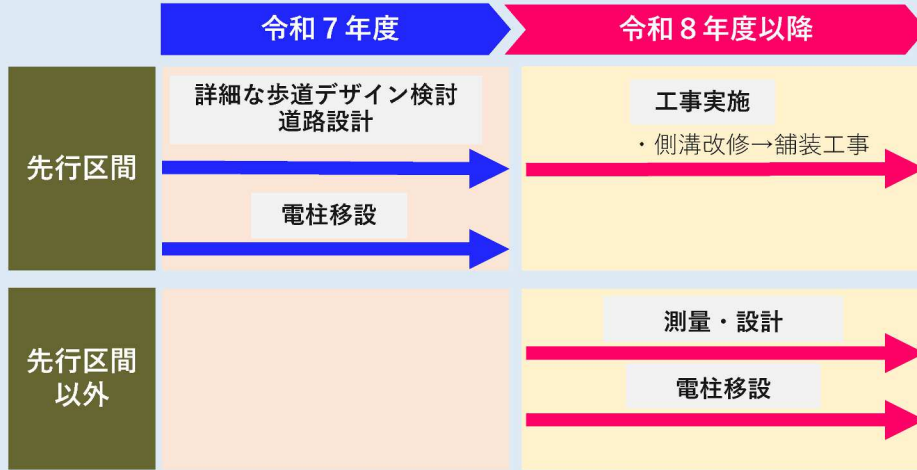 令和７年度
令和８年度以降
先行区間
詳細な歩道デザイン検討
道路設計
電柱移設
工事実施
・側溝改修→舗装工事
先行区間
以外
測量・設計
電柱移設